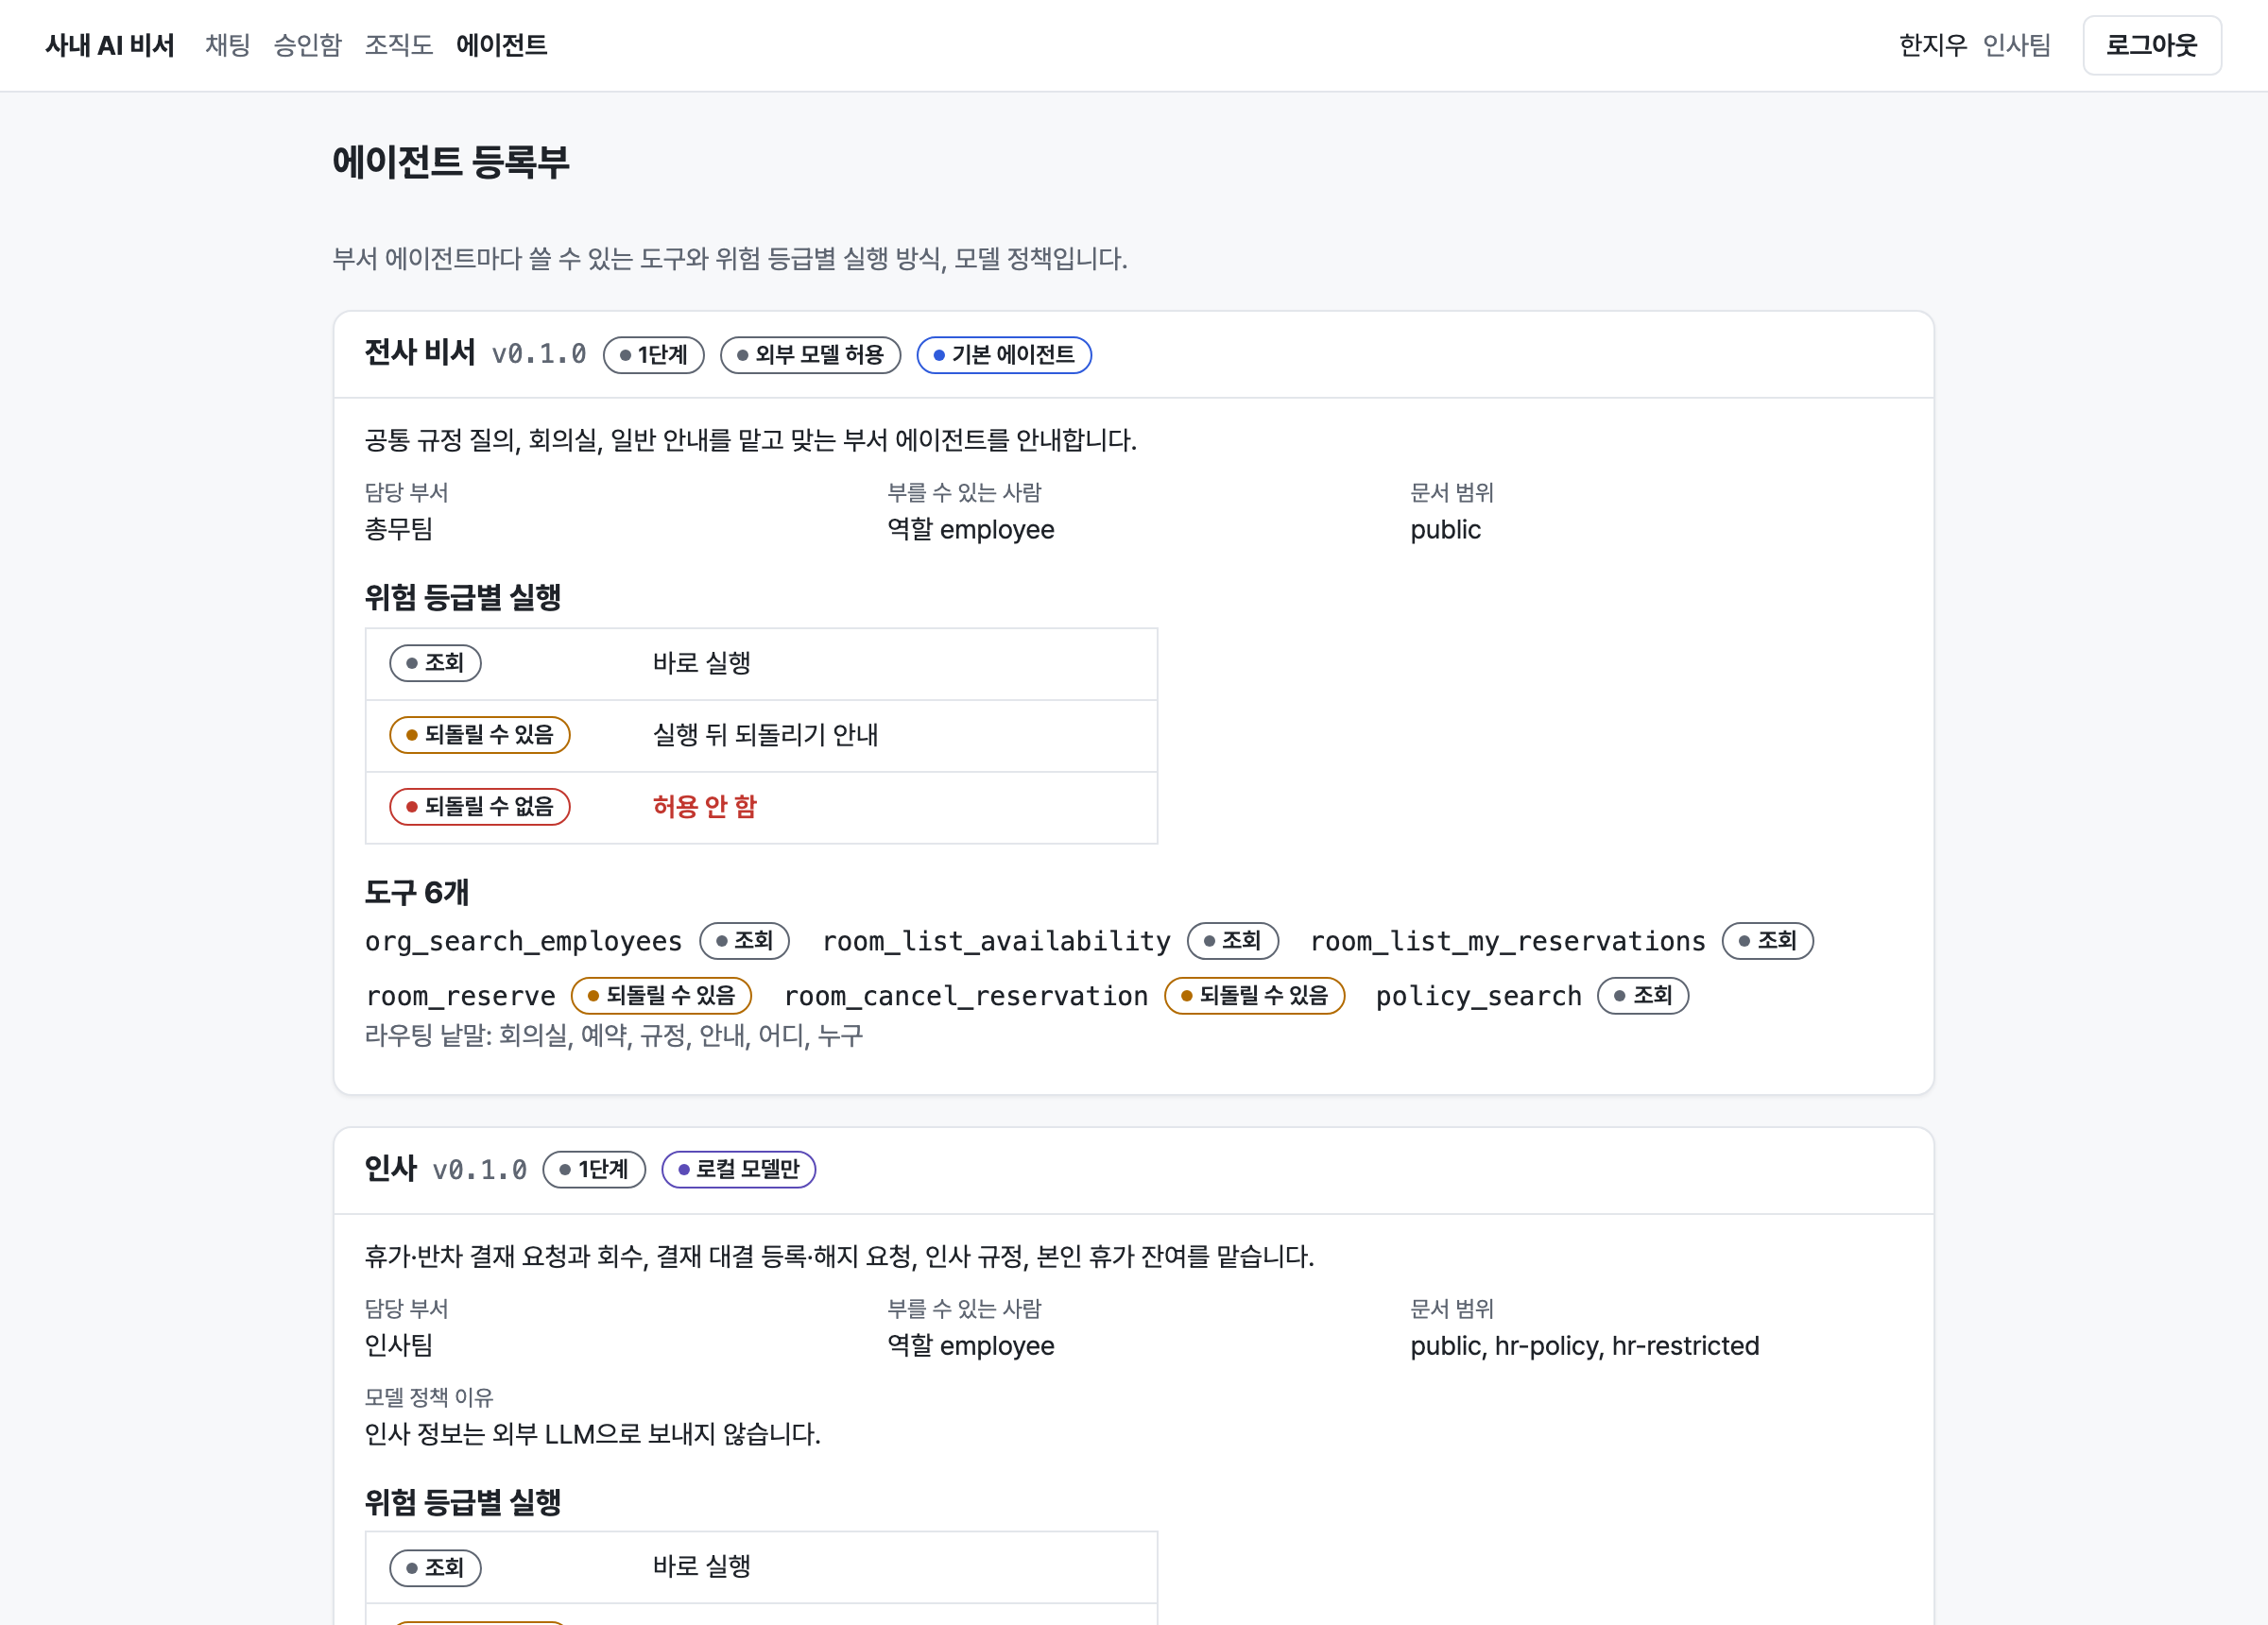 사내 AI 비서 채팅 승인함 조직도 에이전트 한지우 인사팀 로그아웃
에이전트 등록부
부서 에이전트마다 쓸 수 있는 도구와 위험 등급별 실행 방식, 모델 정책입니다.
전사 비서 v0.1.0 1단계 외부 모델 허용 기본 에이전트
공통 규정 질의, 회의실, 일반 안내를 맡고 맞는 부서 에이전트를 안내합니다.
담당 부서 부를 수 있는 사람 문서 범위
총무팀 역할 employee public
위험 등급별 실행
조회 바로 실행
되돌릴 수 있음 실행 뒤 되돌리기 안내
되돌릴 수 없음 허용 안 함
도구 6개
org_search_employees 조회 room_list_availability 조회 room_list_my_reservations 조회
room_reserve 되돌릴 수 있음 room_cancel_reservation 되돌릴 수 있음 policy_search 조회
라우팅 낱말: 회의실, 예약, 규정, 안내, 어디, 누구
인사 v0.1.0 1단계 로컬 모델만
휴가·반차 결재 요청과 회수, 결재 대결 등록·해지 요청, 인사 규정, 본인 휴가 잔여를 맡습니다.
담당 부서 부를 수 있는 사람 문서 범위
인사팀 역할 employee public, hr-policy, hr-restricted
모델 정책 이유
인사 정보는 외부 LLM으로 보내지 않습니다.
위험 등급별 실행
조회 바로 실행